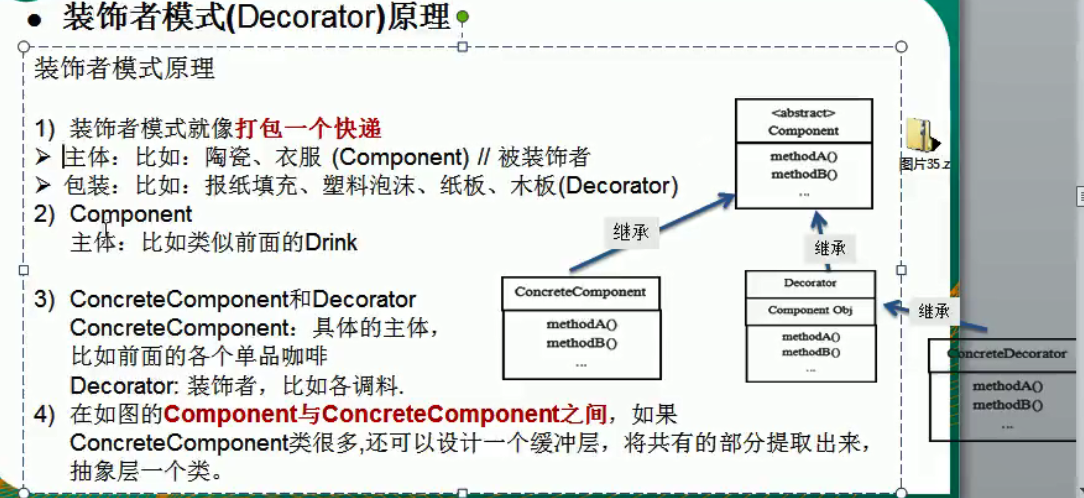 ● 装饰者模式(Decorator)原理
装饰者模式原理
1) 装饰者模式就像打包一个快递
➢ 主体：比如：陶瓷、衣服 (Component) // 被装饰者
➢ 包装：比如：报纸填充、塑料泡沫、纸板、木板(Decorator)
2) Component
主体：比如类似前面的Drink
3) ConcreteComponent和Decorator
ConcreteComponent：具体的主体，
比如前面的各个单品咖啡
Decorator: 装饰者，比如各调料.
4) 在如图的Component与ConcreteComponent之间，如果
ConcreteComponent类很多,还可以设计一个缓冲层，将共有的部分提取出来，
抽象层一个类。
<abstract>
Component
methodA()
methodB()
...
继承
继承
继承
ConcreteComponent
methodA()
methodB()
...
Decorator
Component Obj
methodA()
methodB()
...
ConcreteDecorator
methodA()
methodB()
...
图片35.z